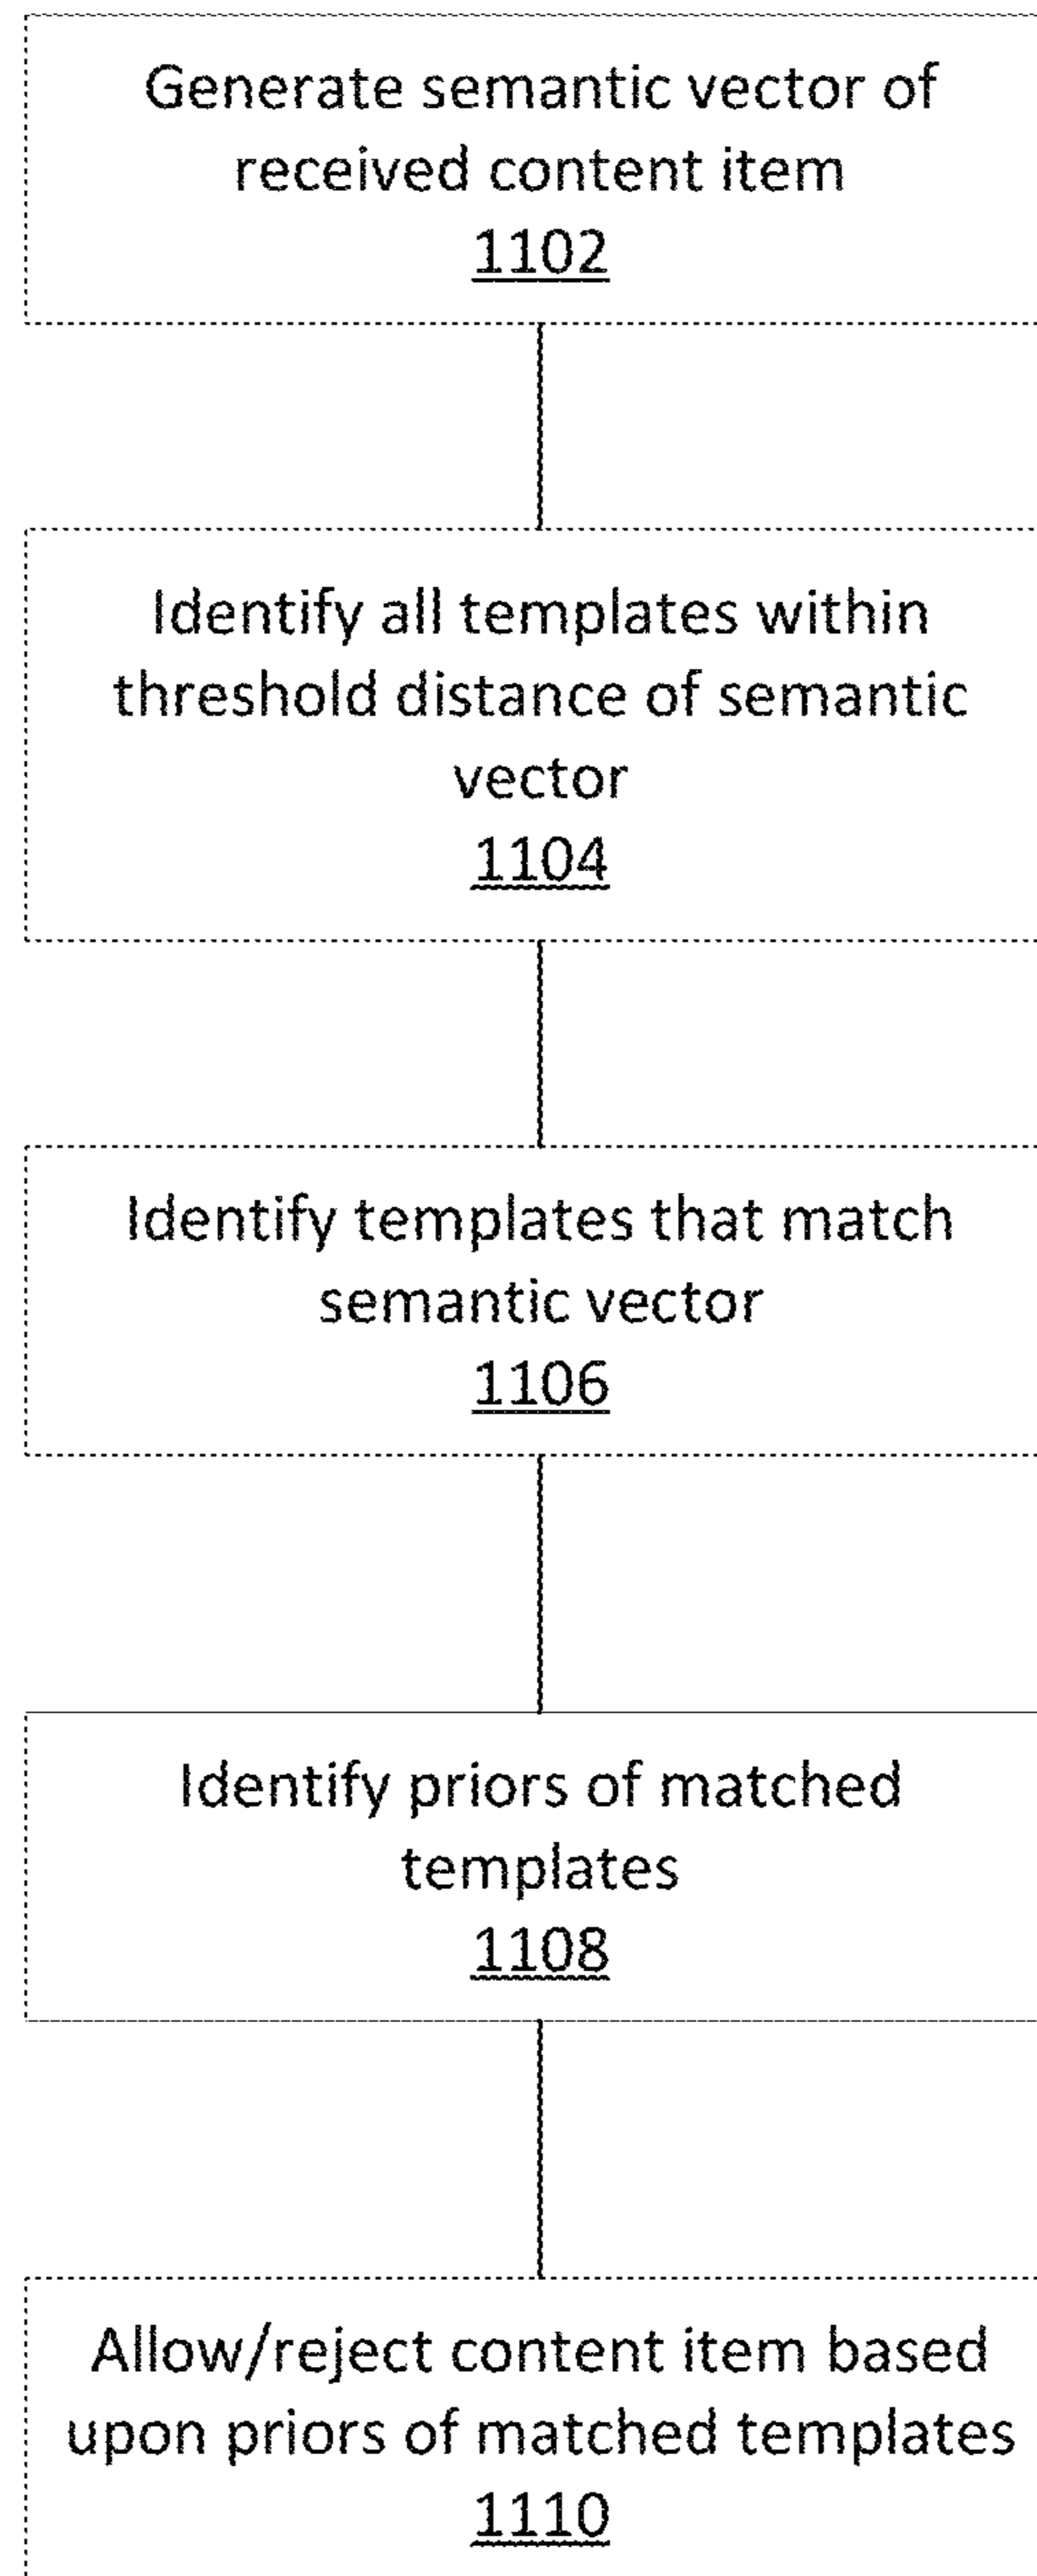 Generate semantic vector of
received content item
1102
Identify all templates within
threshold distance of semantic
vector
1104
Identify templates that match
semantic vector
1106
Identify priors of matched
templates
1108
Allow/reject content item based
upon priors of matched templates
1110